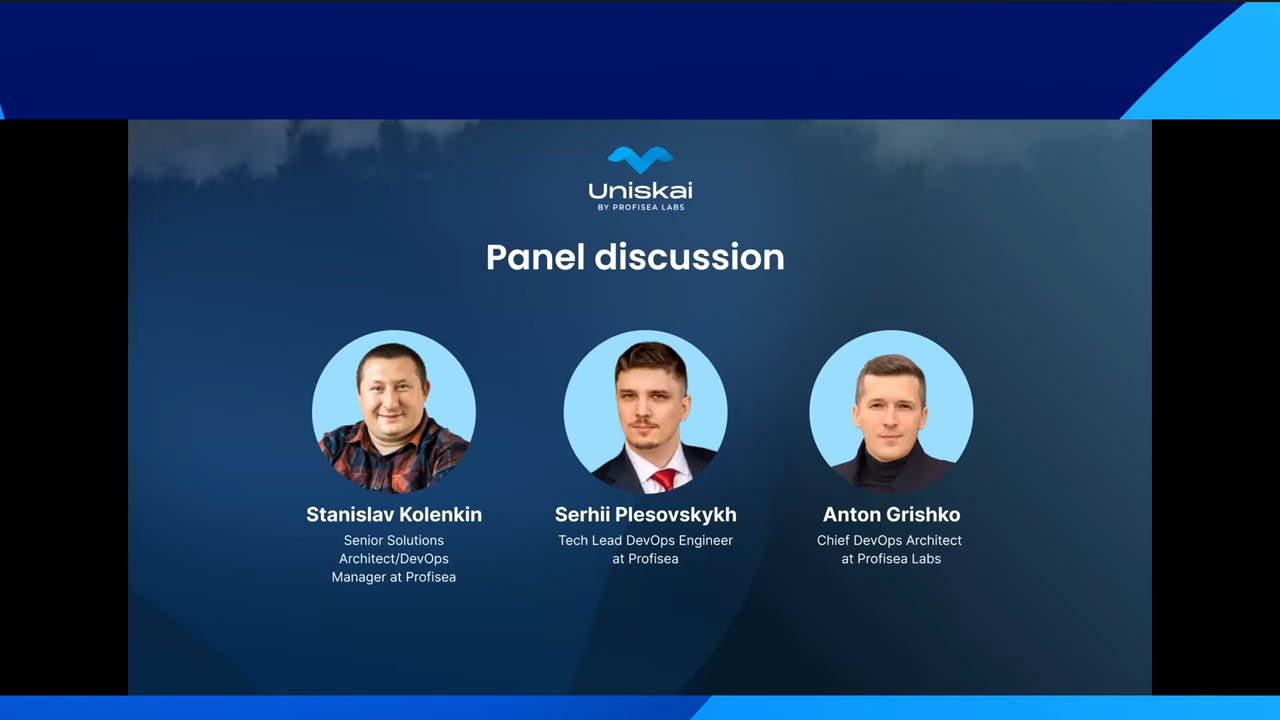 Uniskai
BY PROFISEA LABS
Panel discussion
Stanislav Kolenkin
Senior Solutions
Architect/DevOps
Manager at Profisea
Serhii Plesovskykh
Tech Lead DevOps Engineer
at Profisea
Anton Grishko
Chief DevOps Architect
at Profisea Labs